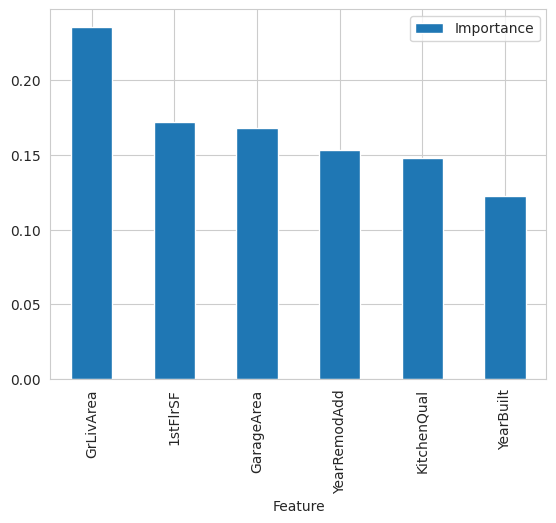 Importance
0.20
0.15
0.10
0.05
0.00
GrLivArea
1stFlrSF
GarageArea
YearRemodAdd
KitchenQual
YearBuilt
Feature